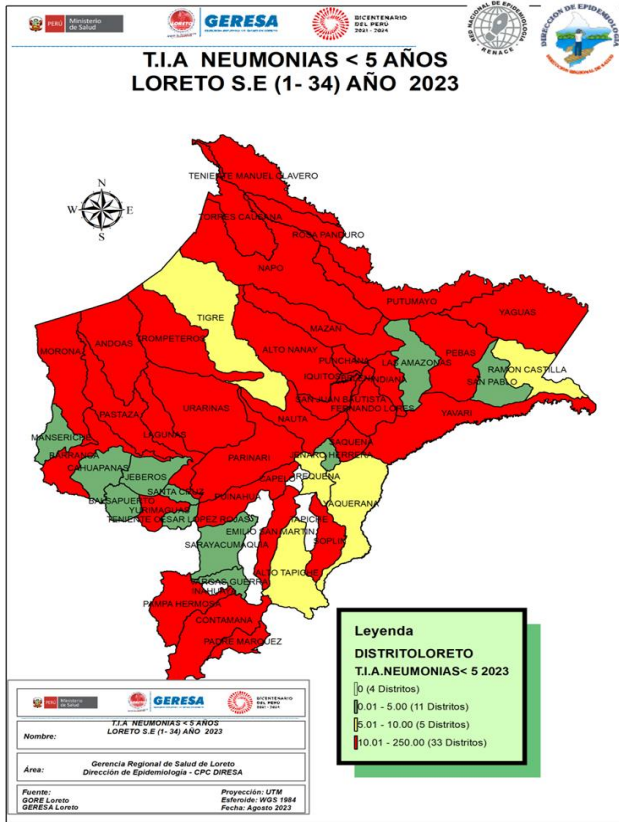 PERÚ Ministerio de Salud
GERESA
BICENTENARIO DEL PERÚ 2021 - 2024
RED NACIONAL DE EPIDEMIOLOGÍA
RENACE
DIRECCION DE EPIDEMIOLOGIA
T.I.A NEUMONIAS < 5 AÑOS
LORETO S.E (1- 34) AÑO 2023
N
W E
S
TENIENTE MANUEL CLAVERO
TORRES CAUSANA
ROSA PANDURO
NAPO
PUTUMAYO
YAGUAS
TIGRE
MAZAN
MORONA
ANDOAS
TROMPETEROS
ALTO NANAY
PUNCHANA
LAS AMAZONAS
PEBAS
RAMON CASTILLA
IQUITOS
INDIANA
SAN PABLO
SAN JUAN BAUTISTA
FERNANDO LORES
YAVARI
PASTAZA
URARINAS
NAUTA
MANSERICHE
LAGUNAS
SAQUENA
BARRANCA
PARINARI
JENARO HERRERA
CAHUAPANAS
JEBEROS
CAPELO
REQUENA
SANTA CRUZ
PUINAHUA
YAQUERANA
BALSAPUERTO
YURIMAGUAS
TENIENTE CESAR LOPEZ ROJAS
TAPICHE
EMILIO SAN MARTIN
SOPLIN
SARAYACU
MAQUIA
ALTO TAPICHE
VARGAS GUERRA
INAHUAYA
PAMPA HERMOSA
CONTAMANA
PADRE MARQUEZ
Leyenda
DISTRITOLORETO
T.I.A.NEUMONIAS< 5 2023
0 (4 Distritos)
0.01 - 5.00 (11 Distritos)
5.01 - 10.00 (5 Distritos)
10.01 - 250.00 (33 Distritos)
PERÚ Ministerio de Salud
GERESA
BICENTENARIO DEL PERÚ 2021 - 2024
Nombre: T.I.A NEUMONIAS < 5 AÑOS
LORETO S.E (1- 34) AÑO 2023
Área: Gerencia Regional de Salud de Loreto
Dirección de Epidemiología - CPC DIRESA
Fuente: Proyección: UTM
GORE Loreto Esferoide: WGS 1984
GERESA Loreto Fecha: Agosto 2023